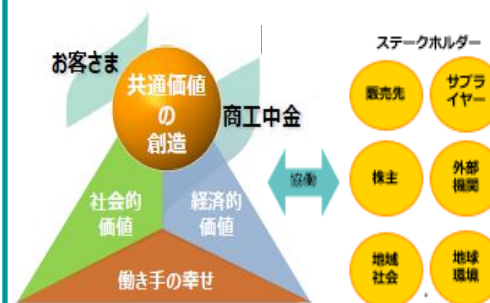 お客さま
共通価値
の
創造
商工中金
社会的
価値
経済的
価値
働き手の幸せ
協働
ステークホルダー
販売先
サプラ
イヤー
株主
外部
機関
地域
社会
地球
環境